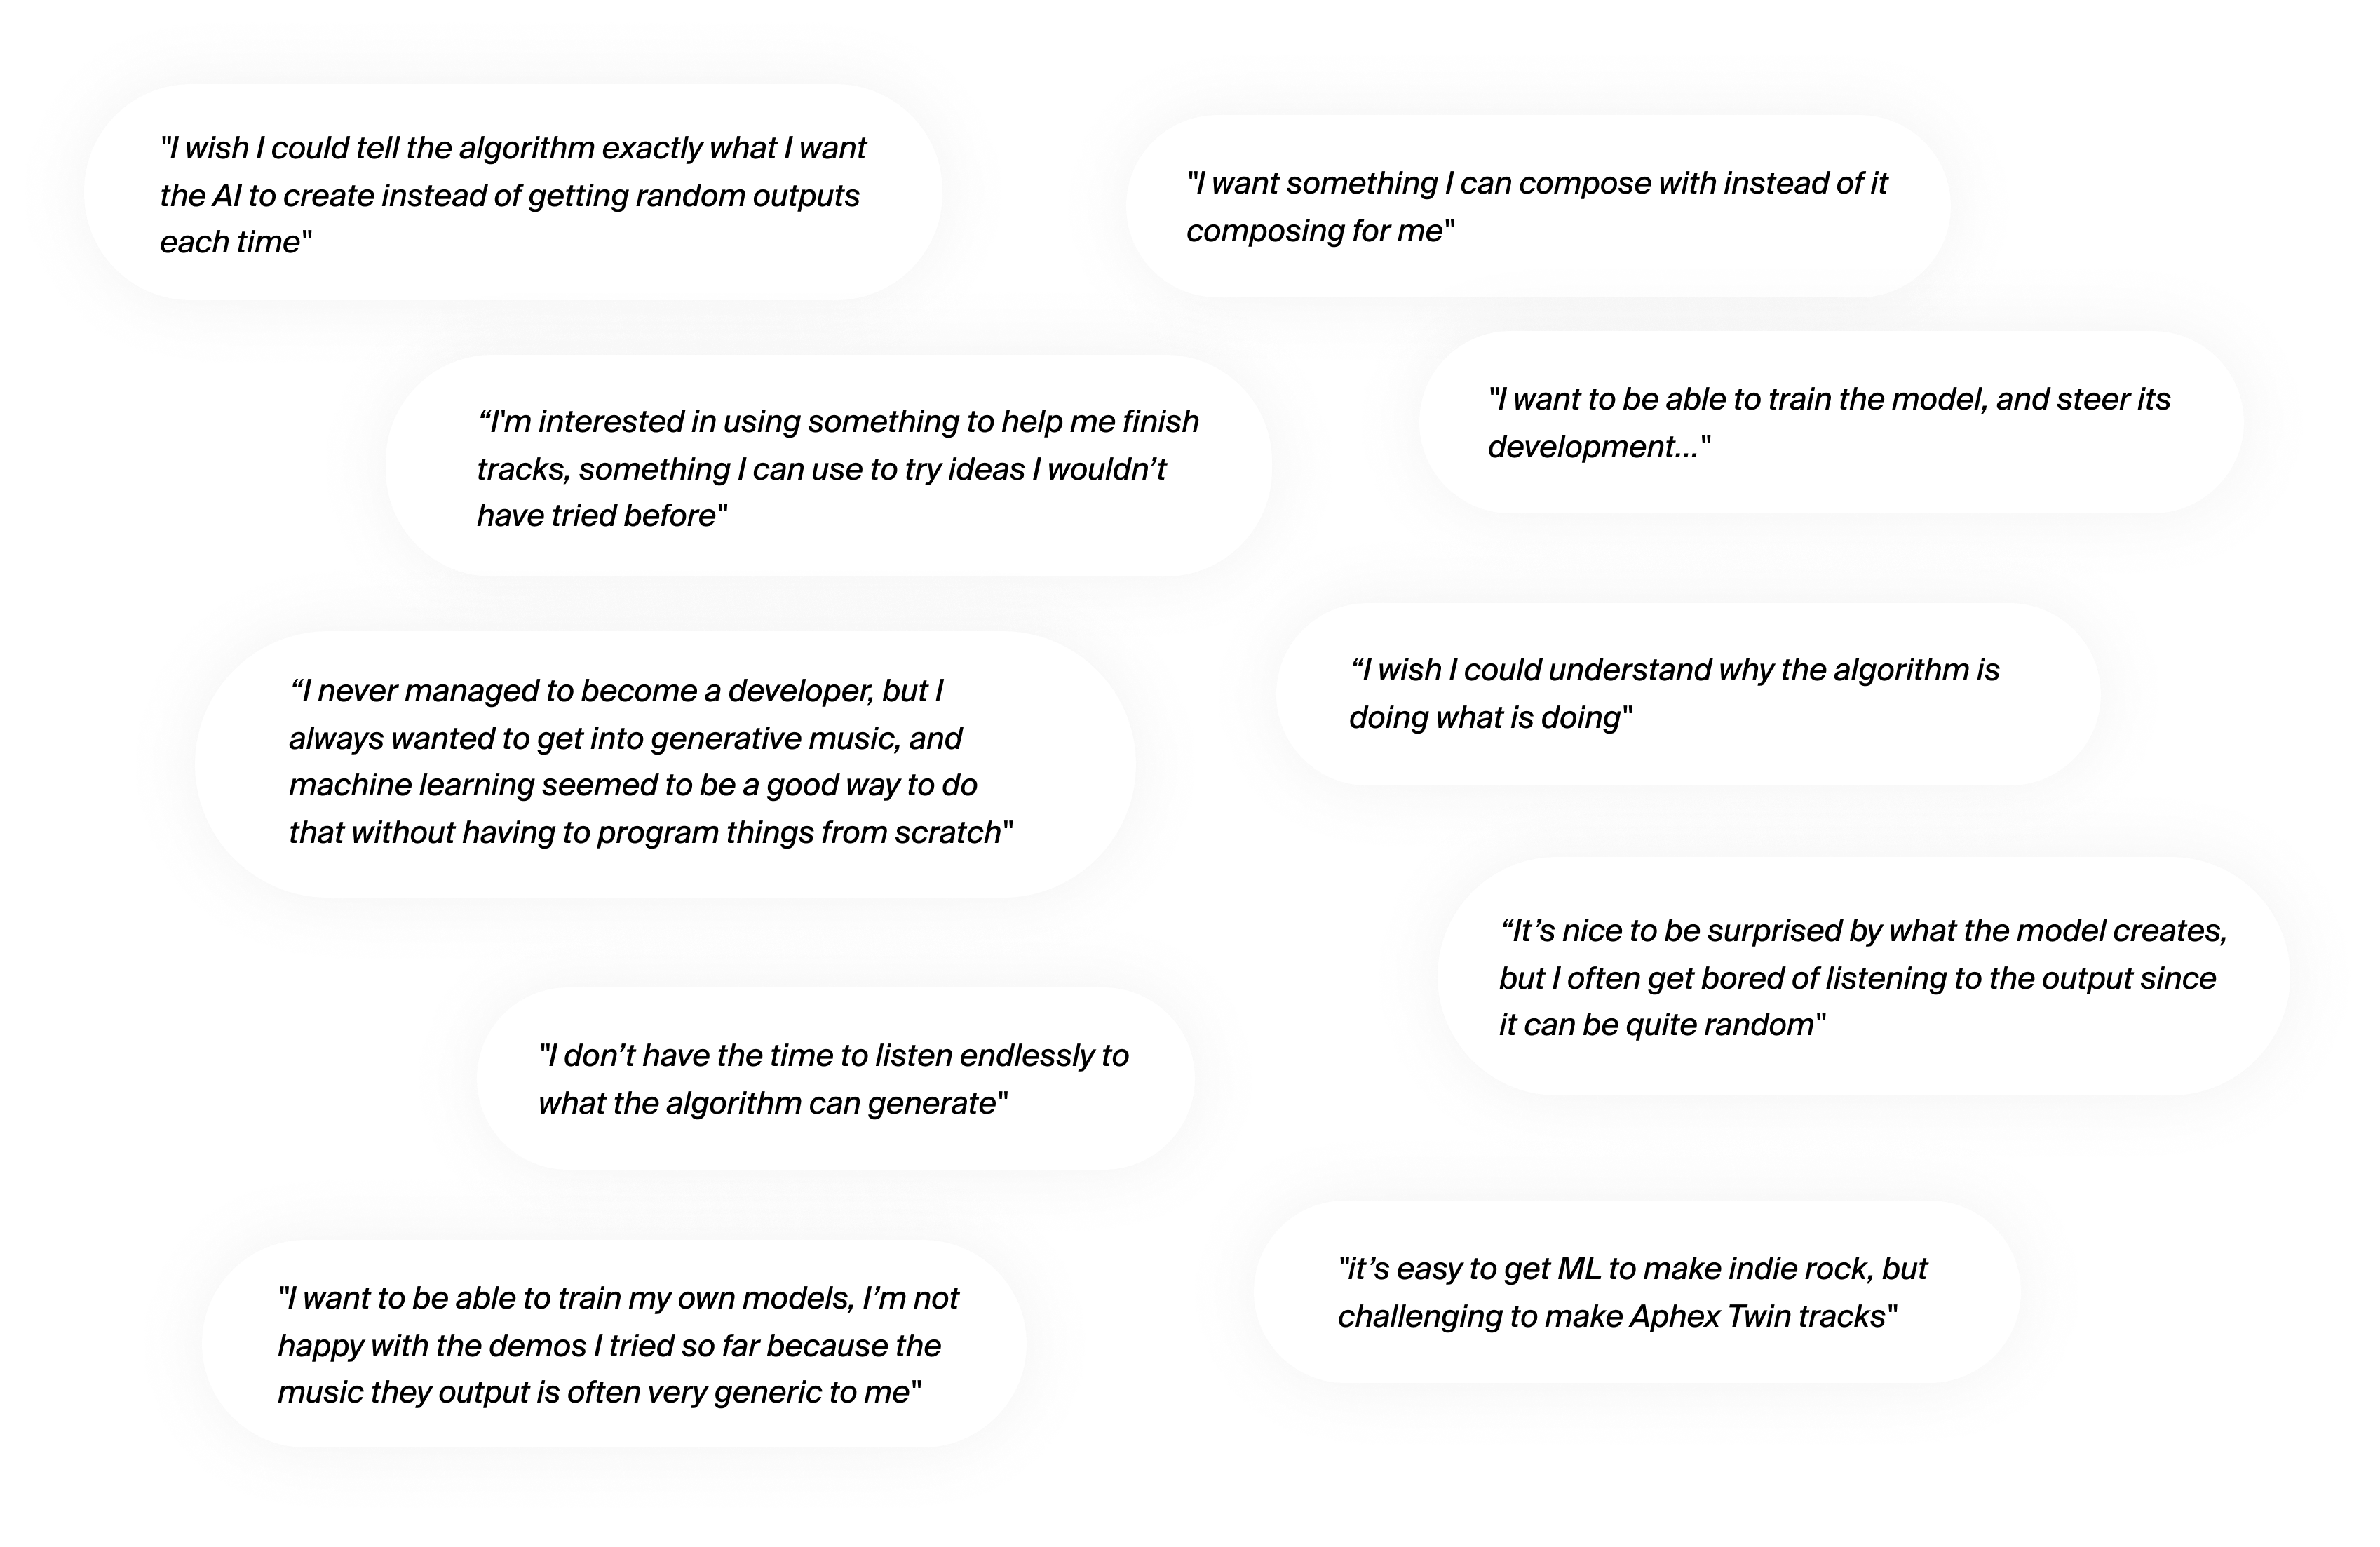 "I wish I could tell the algorithm exactly what I want
the AI to create instead of getting random outputs
each time"
"I want something I can compose with instead of it
composing for me"
“I'm interested in using something to help me finish
tracks, something I can use to try ideas I wouldn’t
have tried before"
"I want to be able to train the model, and steer its
development..."
“I never managed to become a developer, but I
always wanted to get into generative music, and
machine learning seemed to be a good way to do
that without having to program things from scratch"
“I wish I could understand why the algorithm is
doing what is doing"
“It’s nice to be surprised by what the model creates,
but I often get bored of listening to the output since
it can be quite random"
"I don’t have the time to listen endlessly to
what the algorithm can generate"
"I want to be able to train my own models, I’m not
happy with the demos I tried so far because the
music they output is often very generic to me"
"it’s easy to get ML to make indie rock, but
challenging to make Aphex Twin tracks"